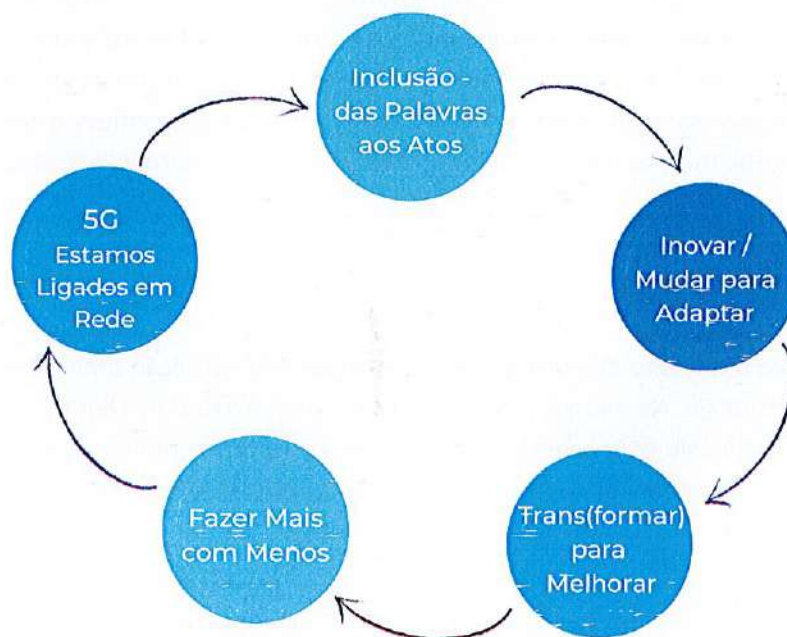 Inclusão -
das Palavras
aos Atos
Inovar /
Mudar para
Adaptar
Trans(formar)
para
Melhorar
Fazer Mais
com Menos
5G
Estamos
Ligados em
Rede